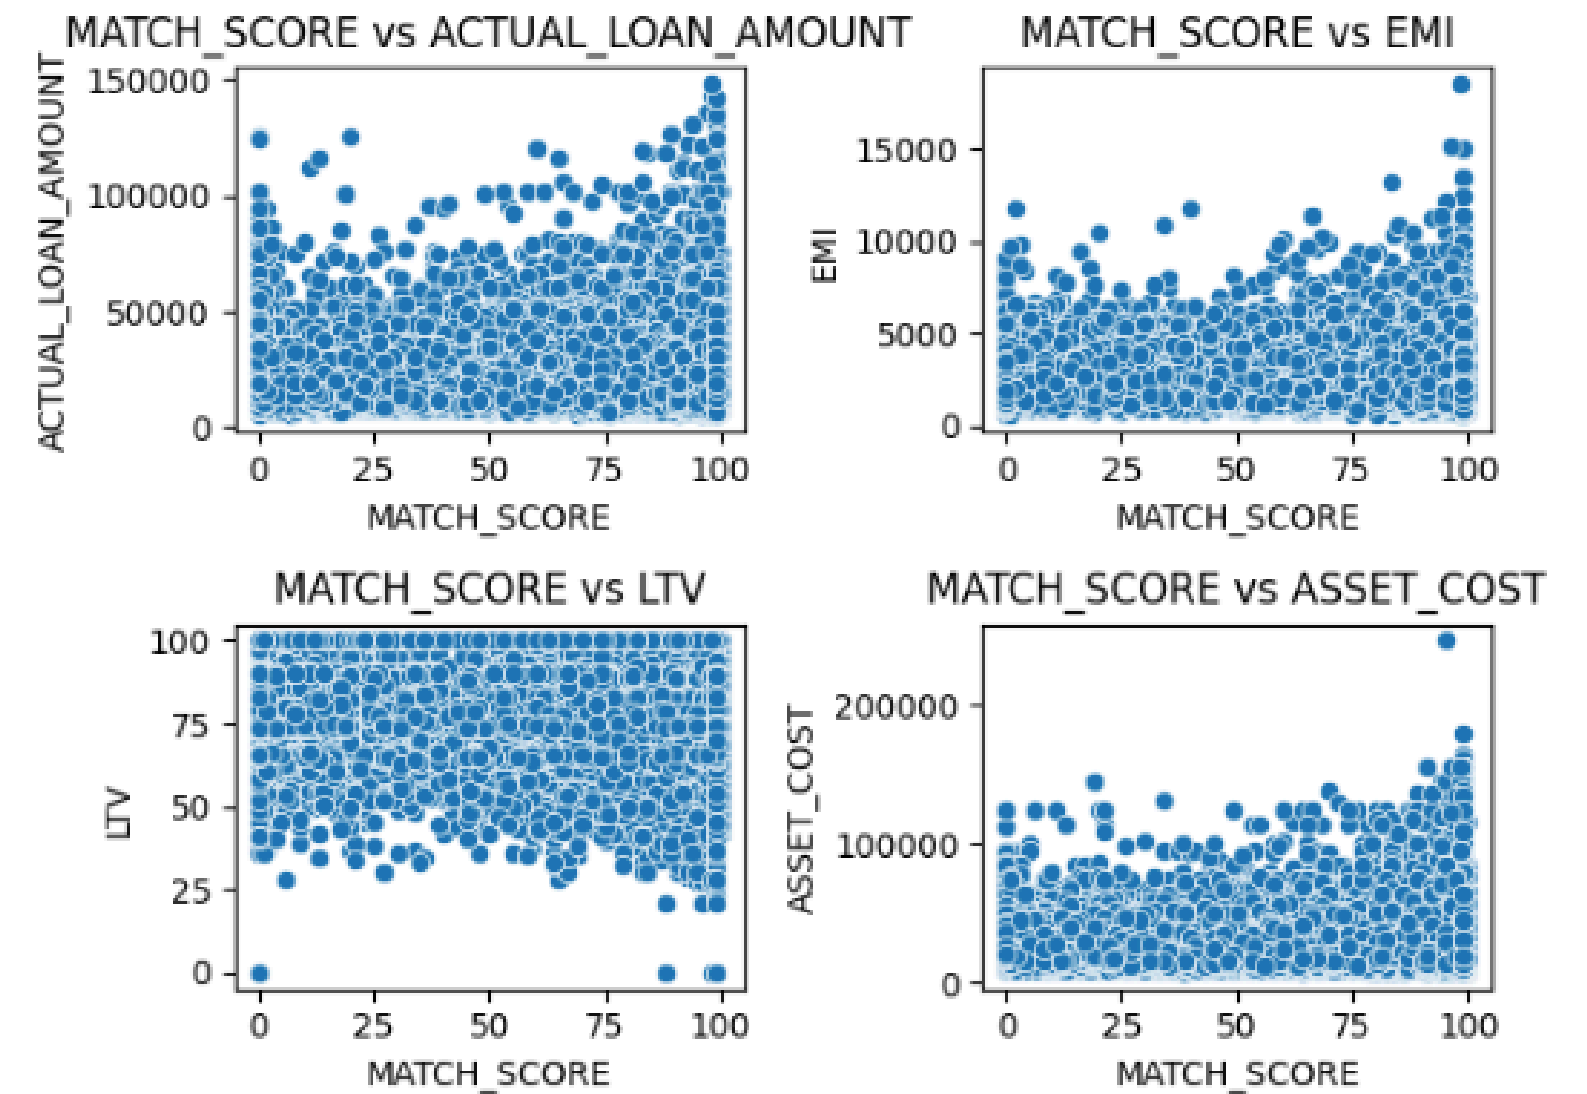 MATCH_SCORE vs ACTUAL_LOAN_AMOUNT
ACTUAL_LOAN_AMOUNT
150000
100000
50000
0
0 25 50 75 100
MATCH_SCORE
MATCH_SCORE vs EMI
EMI
15000
10000
5000
0
0 25 50 75 100
MATCH_SCORE
MATCH_SCORE vs LTV
LTV
100
75
50
25
0
0 25 50 75 100
MATCH_SCORE
MATCH_SCORE vs ASSET_COST
ASSET_COST
200000
100000
0
0 25 50 75 100
MATCH_SCORE